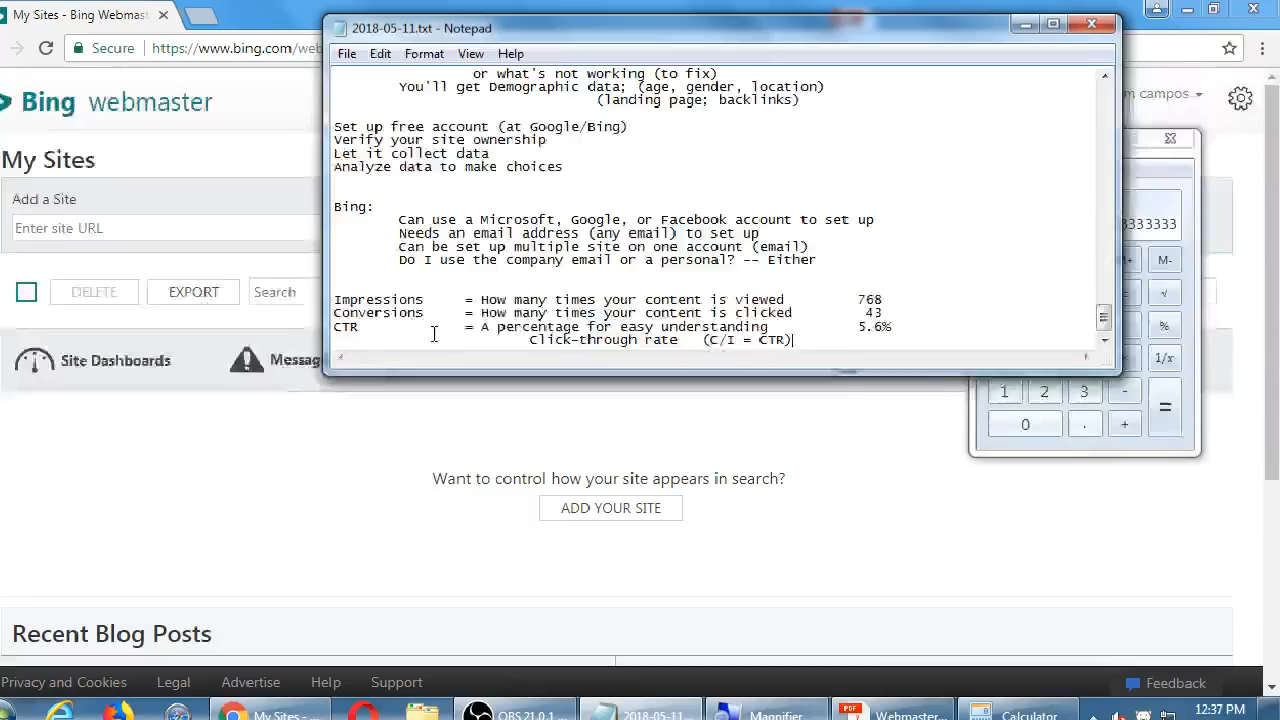 My Sites - Bing Webmast
2018-05-11.txt - Notepad
Secure
https://www.bing.com/we
File Edit Format View Help
or what's not working (to fix)
You'll get Demographic data; (age, gender, location)
(landing page; backlinks)
Set up free account (at Google/Bing)
Verify your site ownership
Let it collect data
Analyze data to make choices
Bing:
Can use a Microsoft, Google, or Facebook account to set up
Needs an email address (any email) to set up
Can be set up multiple site on one account (email)
Do I use the company email or a personal? -- Either
Impressions = How many times your content is viewed 768
Conversions = How many times your content is clicked 43
CTR = A percentage for easy understanding 5.6%
Click-through rate (C/I = CTR)
Bing webmaster
campos
My Sites
Add a Site
Enter site URL
DELETE EXPORT Search
Site Dashboards
Messag
3333333
M+ M-
√
%
1/x
1 2 3 - =
0 . +
Want to control how your site appears in search?
ADD YOUR SITE
Recent Blog Posts
Privacy and Cookies Legal Advertise Help Support
Feedback
My Sites -
OBS 21.0.1
2018-05-11...
Magnifier
PDF
Webmaster...
Calculator
12:37 PM